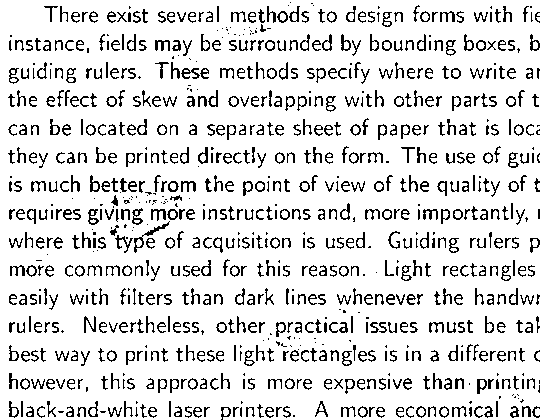 There exist several methods to design forms with fie
instance, fields may be surrounded by bounding boxes, b
guiding rulers. These methods specify where to write ar
the effect of skew and overlapping with other parts of t
can be located on a separate sheet of paper that is loca
they can be printed directly on the form. The use of guid
is much better from the point of view of the quality of t
requires giving more instructions and, more importantly,
where this type of acquisition is used. Guiding rulers p
more commonly used for this reason. Light rectangles
easily with filters than dark lines whenever the handwr
rulers. Nevertheless, other practical issues must be tak
best way to print these light rectangles is in a different c
however, this approach is more expensive than printing
black-and-white laser printers. A more economical and